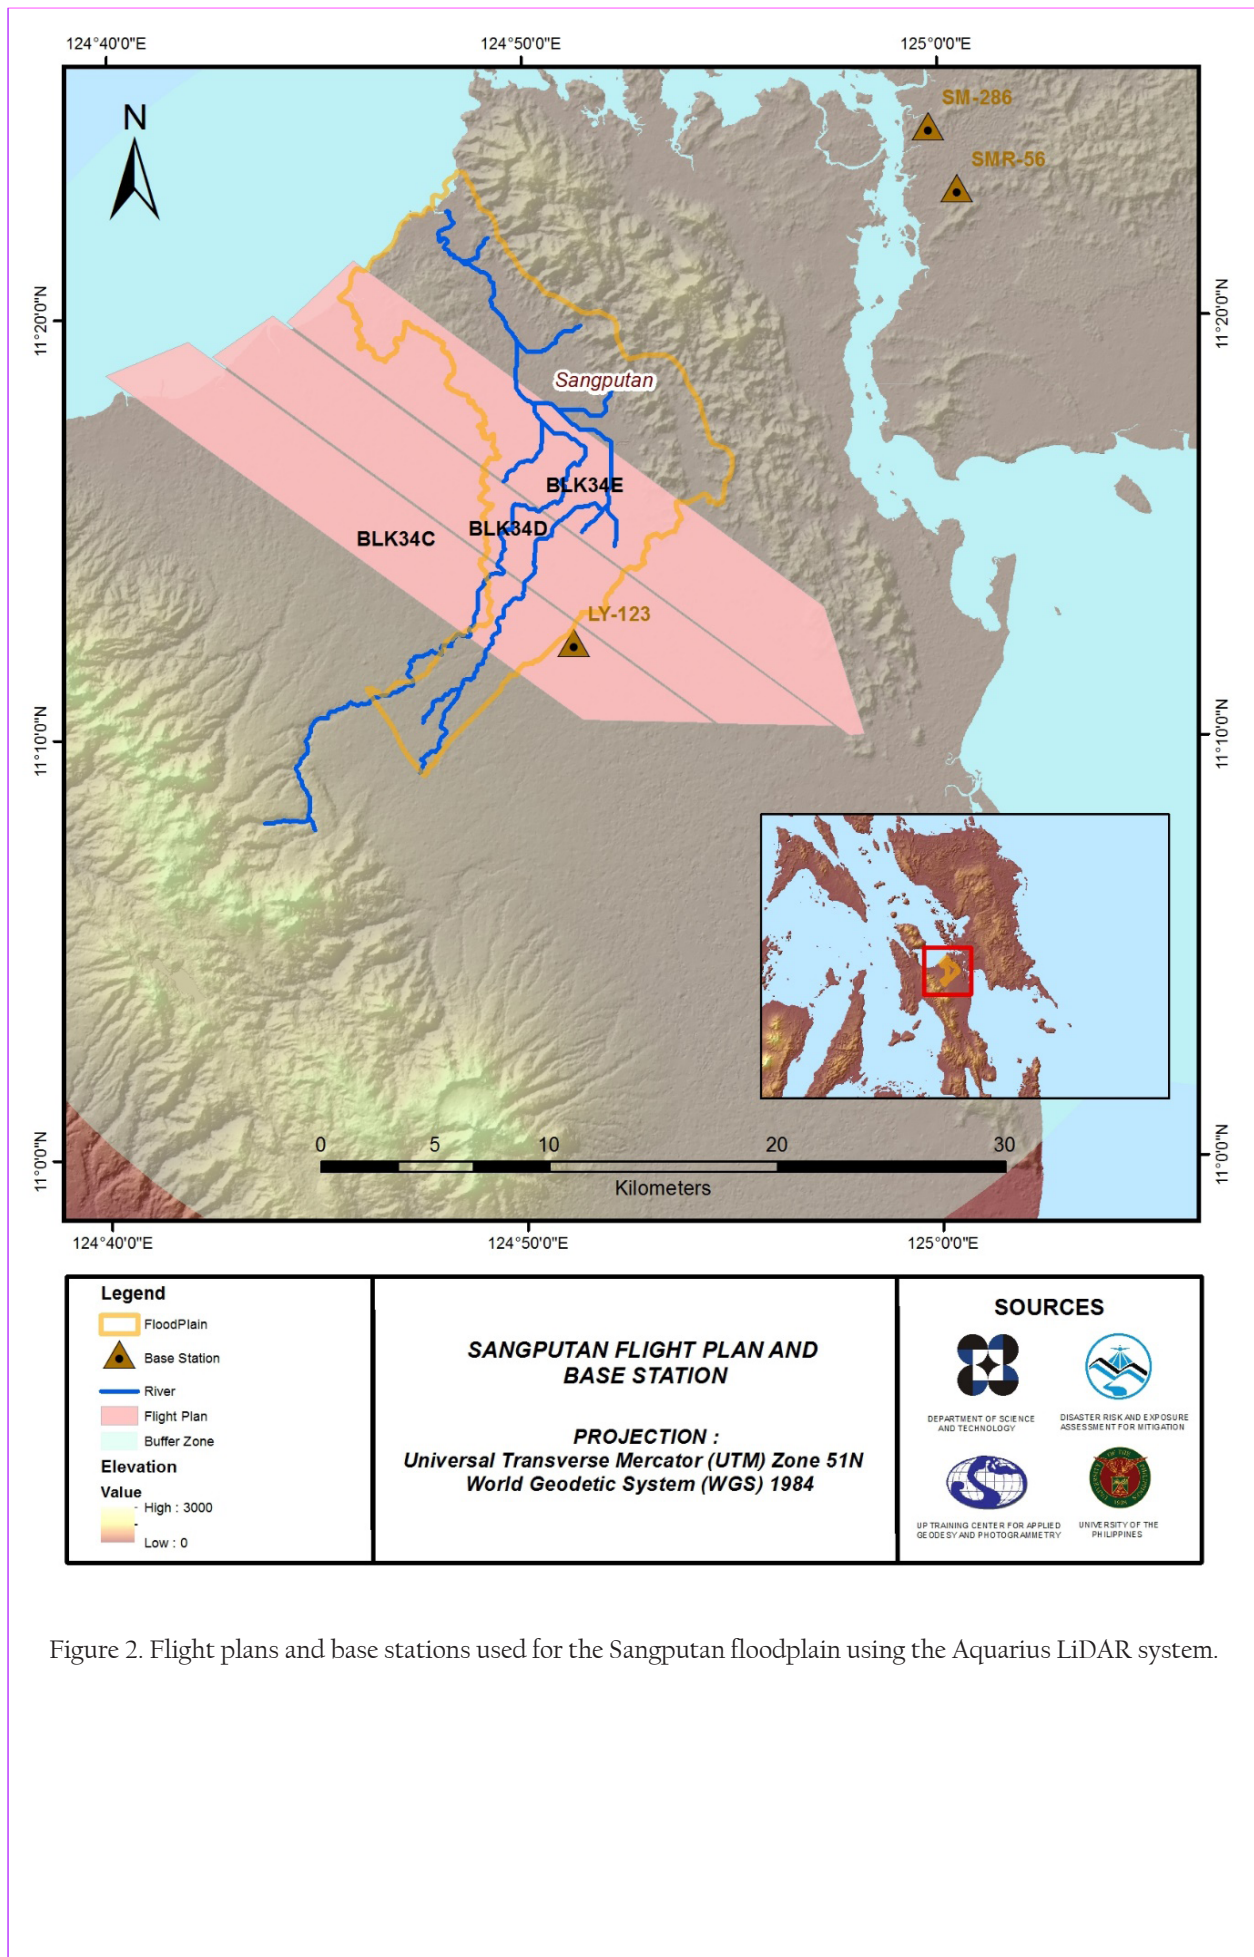 124°40'0"E
124°50'0"E
125°0'0"E
N
SM-286
SMR-56
11°20'0"N
11°20'0"N
Sangputan
BLK34E
BLK34D
BLK34C
LY-123
11°10'0"N
11°10'0"N
0 5 10 20 30
Kilometers
11°0'0"N
11°0'0"N
124°40'0"E
124°50'0"E
125°0'0"E
Legend
FloodPlain
Base Station
River
Flight Plan
Buffer Zone
Elevation
Value
High : 3000
Low : 0
SANGPUTAN FLIGHT PLAN AND
BASE STATION
PROJECTION :
Universal Transverse Mercator (UTM) Zone 51N
World Geodetic System (WGS) 1984
SOURCES
DEPARTMENT OF SCIENCE
AND TECHNOLOGY
DISASTER RISK AND EXPOSURE
ASSESSMENT FOR MITIGATION
UP TRAINING CENTER FOR APPLIED
GEODESY AND PHOTOGRAMMETRY
UNIVERSITY OF THE
PHILIPPINES
Figure 2. Flight plans and base stations used for the Sangputan floodplain using the Aquarius LiDAR system.